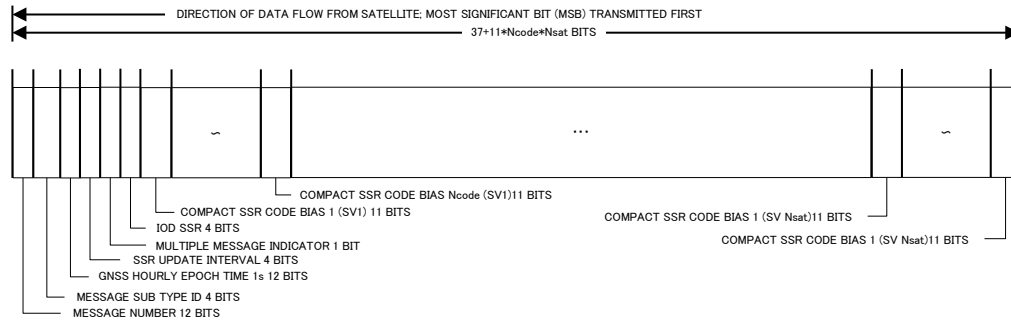 DIRECTION OF DATA FLOW FROM SATELLITE; MOST SIGNIFICANT BIT (MSB) TRANSMITTED FIRST
37+11*Ncode*Nsat BITS
∽ … ∽
COMPACT SSR CODE BIAS Ncode (SV1)11 BITS
COMPACT SSR CODE BIAS 1 (SV1) 11 BITS
COMPACT SSR CODE BIAS 1 (SV Nsat)11 BITS
IOD SSR 4 BITS
COMPACT SSR CODE BIAS 1 (SV Nsat)11 BITS
MULTIPLE MESSAGE INDICATOR 1 BIT
SSR UPDATE INTERVAL 4 BITS
GNSS HOURLY EPOCH TIME 1s 12 BITS
MESSAGE SUB TYPE ID 4 BITS
MESSAGE NUMBER 12 BITS